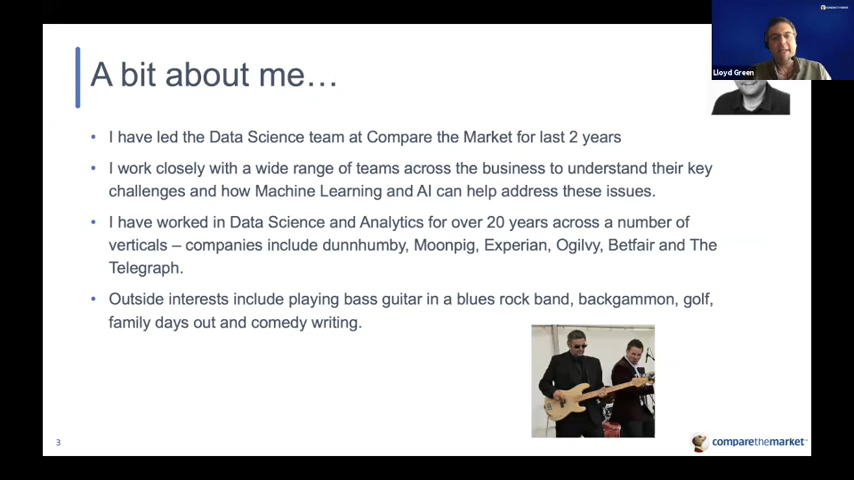 comparethemarket
Lloyd Green
A bit about me…
• I have led the Data Science team at Compare the Market for last 2 years
• I work closely with a wide range of teams across the business to understand their key
challenges and how Machine Learning and AI can help address these issues.
• I have worked in Data Science and Analytics for over 20 years across a number of
verticals – companies include dunnhumby, Moonpig, Experian, Ogilvy, Betfair and The
Telegraph.
• Outside interests include playing bass guitar in a blues rock band, backgammon, golf,
family days out and comedy writing.
3
comparethemarket